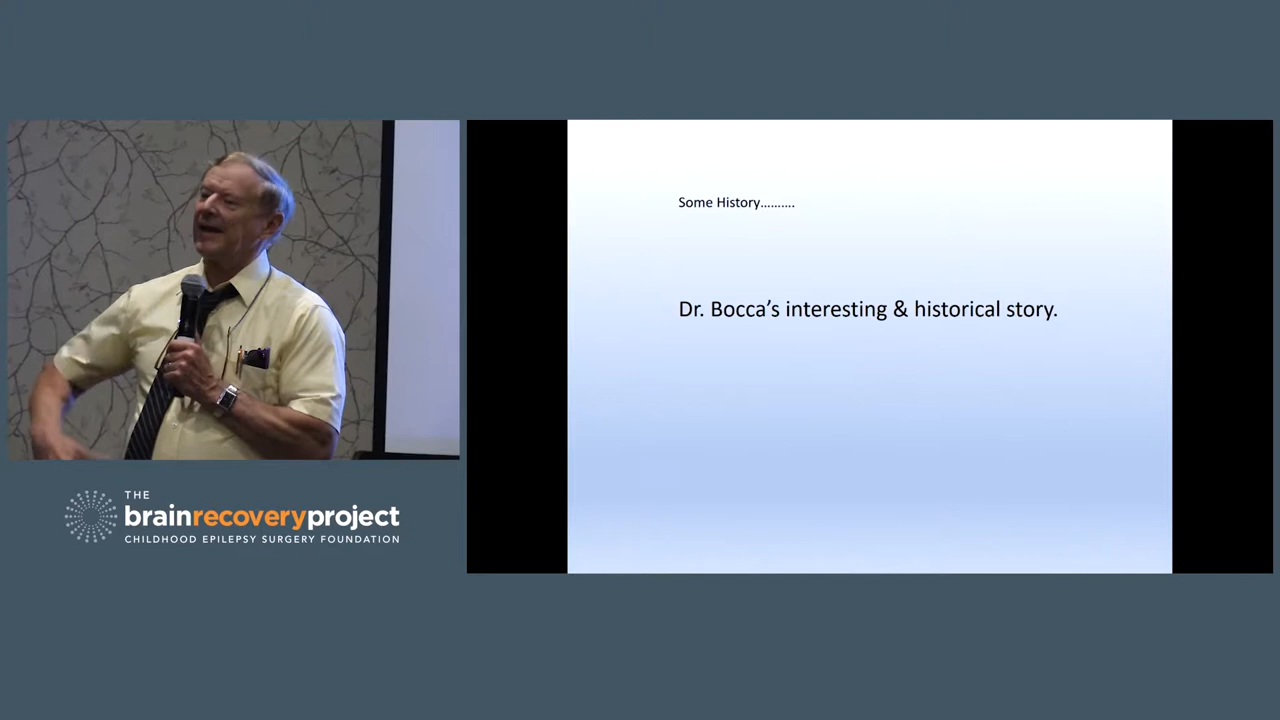 Some History..........
Dr. Bocca's interesting & historical story.
THE
brainrecoveryproject
CHILDHOOD EPILEPSY SURGERY FOUNDATION